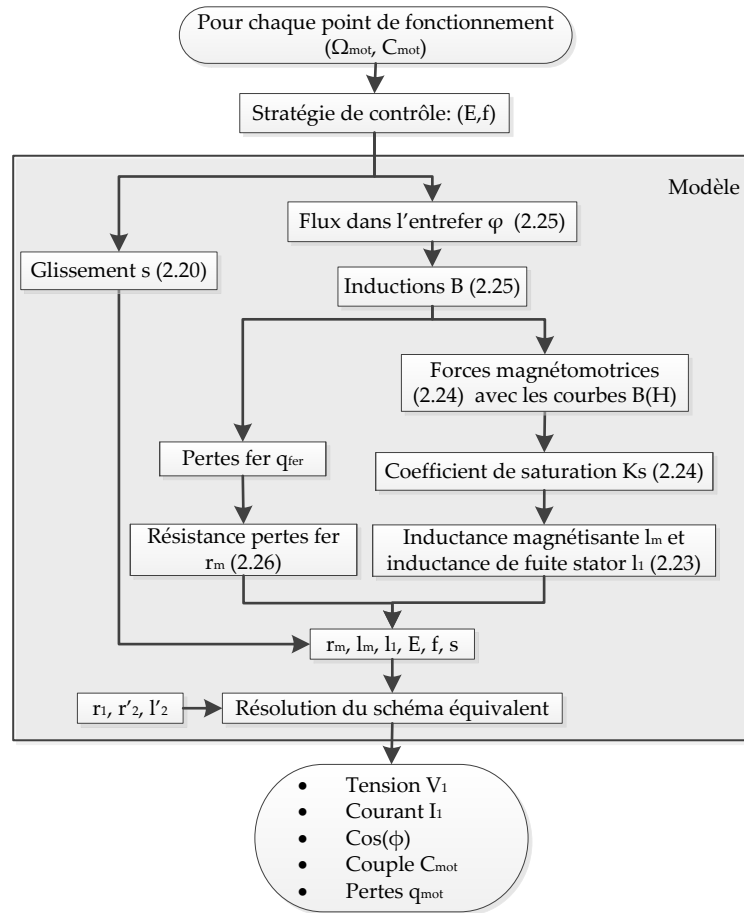 Pour chaque point de fonctionnement
(Ωmot, Cmot)
Stratégie de contrôle: (E,f)
Modèle
Flux dans l'entrefer φ (2.25)
Glissement s (2.20)
Inductions B (2.25)
Forces magnétomotrices
(2.24) avec les courbes B(H)
Pertes fer qfer
Coefficient de saturation Ks (2.24)
Résistance pertes fer
rm (2.26)
Inductance magnétisante lm et
inductance de fuite stator l1 (2.23)
rm, lm, l1, E, f, s
r1, r'2, l'2
Résolution du schéma équivalent
• Tension V1
• Courant I1
• Cos(ϕ)
• Couple Cmot
• Pertes qmot